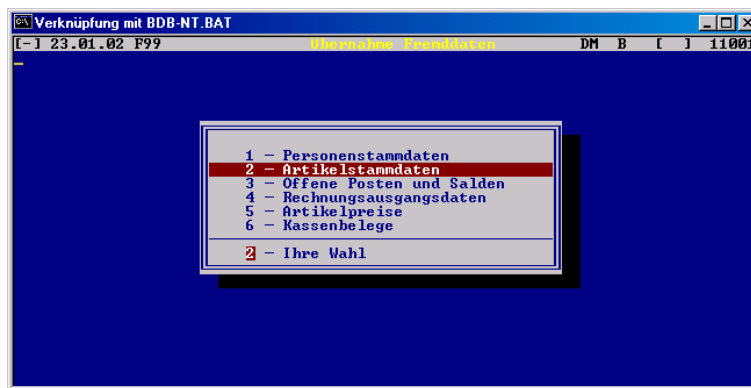 Verknüpfung mit BDB-NT.BAT
[-] 23.01.02 F99 Übernahme Fremddaten DM B [ ] 11001
1 - Personenstammdaten
2 - Artikelstammdaten
3 - Offene Posten und Salden
4 - Rechnungsausgangsdaten
5 - Artikelpreise
6 - Kassenbelege
2 - Ihre Wahl